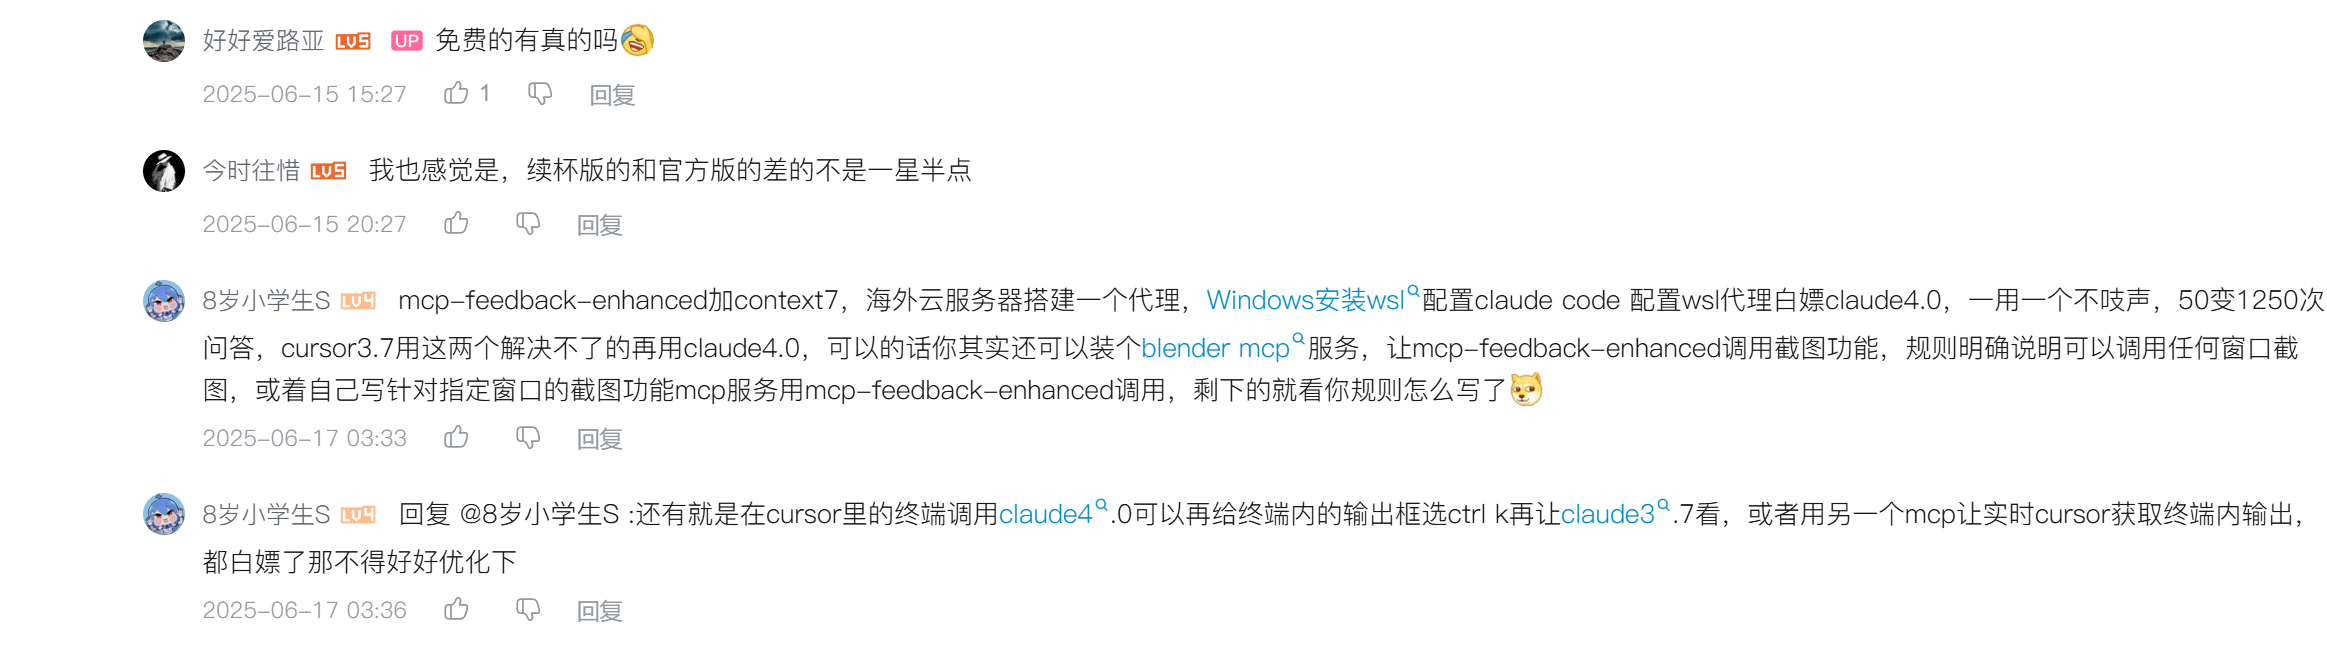 好好爱路亚 LV5 UP 免费的有真的吗
2025-06-15 15:27 1 回复
今时往惜 LV5 我也感觉是，续杯版的和官方版的差的不是一星半点
2025-06-15 20:27 回复
8岁小学生S LV4 mcp-feedback-enhanced加context7，海外云服务器搭建一个代理，Windows安装wsl配置claude code 配置wsl代理白嫖claude4.0，一用一个不吱声，50变1250次
问答，cursor3.7用这两个解决不了的再用claude4.0，可以的话你其实还可以装个blender mcp服务，让mcp-feedback-enhanced调用截图功能，规则明确说明可以调用任何窗口截
图，或着自己写针对指定窗口的截图功能mcp服务用mcp-feedback-enhanced调用，剩下的就看你规则怎么写了
2025-06-17 03:33 回复
8岁小学生S LV4 回复 @8岁小学生S :还有就是在cursor里的终端调用claude4.0可以再给终端内的输出框选ctrl k再让claude3.7看，或者用另一个mcp让实时cursor获取终端内输出，
都白嫖了那不得好好优化下
2025-06-17 03:36 回复